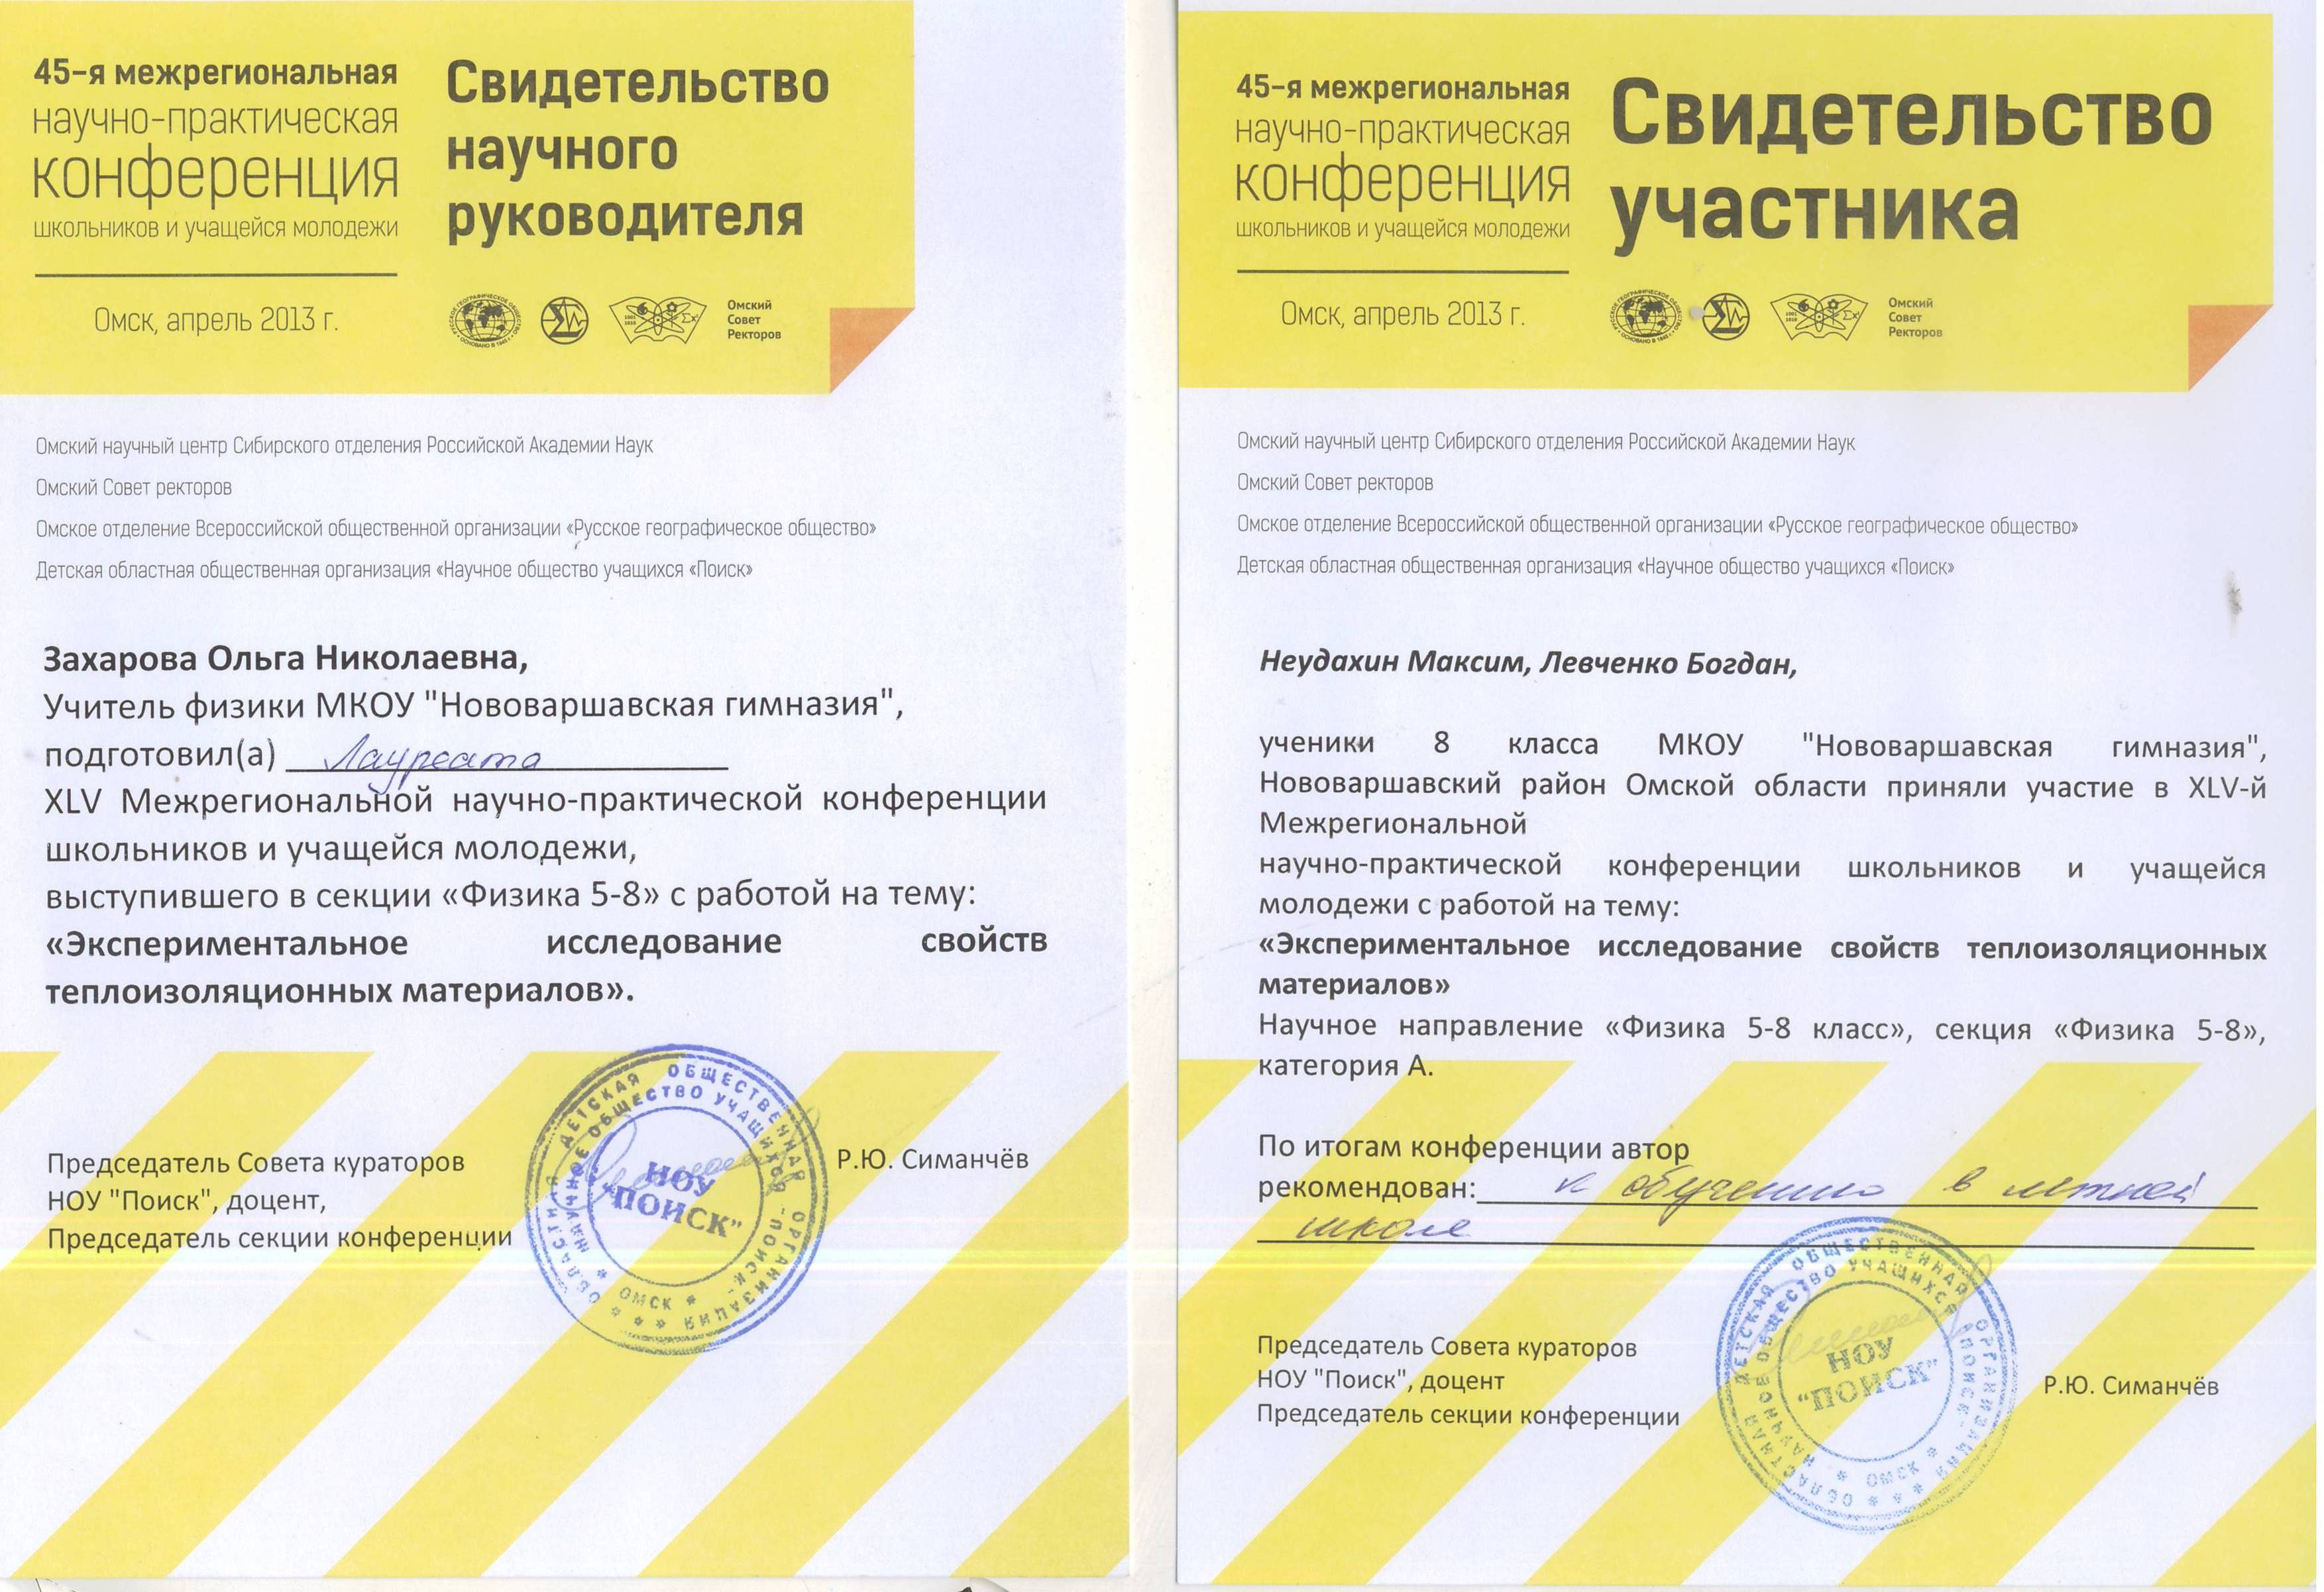 45-я межрегиональная
научно-практическая
конференция
школьников и учащейся молодежи
Омск, апрель 2013 г.
Свидетельство
научного
руководителя
Омский
Совет
Ректоров
Омский научный центр Сибирского отделения Российской Академии Наук
Омский Совет ректоров
Омское отделение Всероссийской общественной организации «Русское географическое общество»
Детская областная общественная организация «Научное общество учащихся «Поиск»
Захарова Ольга Николаевна,
Учитель физики МКОУ "Нововаршавская гимназия",
подготовил(а) Лауреата
XLV Межрегиональной научно-практической конференции
школьников и учащейся молодежи,
выступившего в секции «Физика 5-8» с работой на тему:
«Экспериментальное исследование свойств
теплоизоляционных материалов».
Председатель Совета кураторов
НОУ "Поиск", доцент,
Председатель секции конференции
ОБЛАСТНАЯ ДЕТСКАЯ ОБЩЕСТВЕННАЯ ОРГАНИЗАЦИЯ
НАУЧНОЕ ОБЩЕСТВО УЧАЩИХСЯ "ПОИСК"
ОМСК
НОУ
"ПОИСК"
Р.Ю. Симанчёв
45-я межрегиональная
научно-практическая
конференция
школьников и учащейся молодежи
Омск, апрель 2013 г.
Свидетельство
участника
Омский
Совет
Ректоров
Омский научный центр Сибирского отделения Российской Академии Наук
Омский Совет ректоров
Омское отделение Всероссийской общественной организации «Русское географическое общество»
Детская областная общественная организация «Научное общество учащихся «Поиск»
Неудахин Максим, Левченко Богдан,
ученики 8 класса МКОУ "Нововаршавская гимназия",
Нововаршавский район Омской области приняли участие в XLV-й
Межрегиональной
научно-практической конференции школьников и учащейся
молодежи с работой на тему:
«Экспериментальное исследование свойств теплоизоляционных
материалов»
Научное направление «Физика 5-8 класс», секция «Физика 5-8»,
категория А.
По итогам конференции автор
рекомендован: к обучению в летней
школе
Председатель Совета кураторов
НОУ "Поиск", доцент
Председатель секции конференции
ОБЛАСТНАЯ ДЕТСКАЯ ОБЩЕСТВЕННАЯ ОРГАНИЗАЦИЯ
НАУЧНОЕ ОБЩЕСТВО УЧАЩИХСЯ "ПОИСК"
ОМСК
НОУ
"ПОИСК"
Р.Ю. Симанчёв